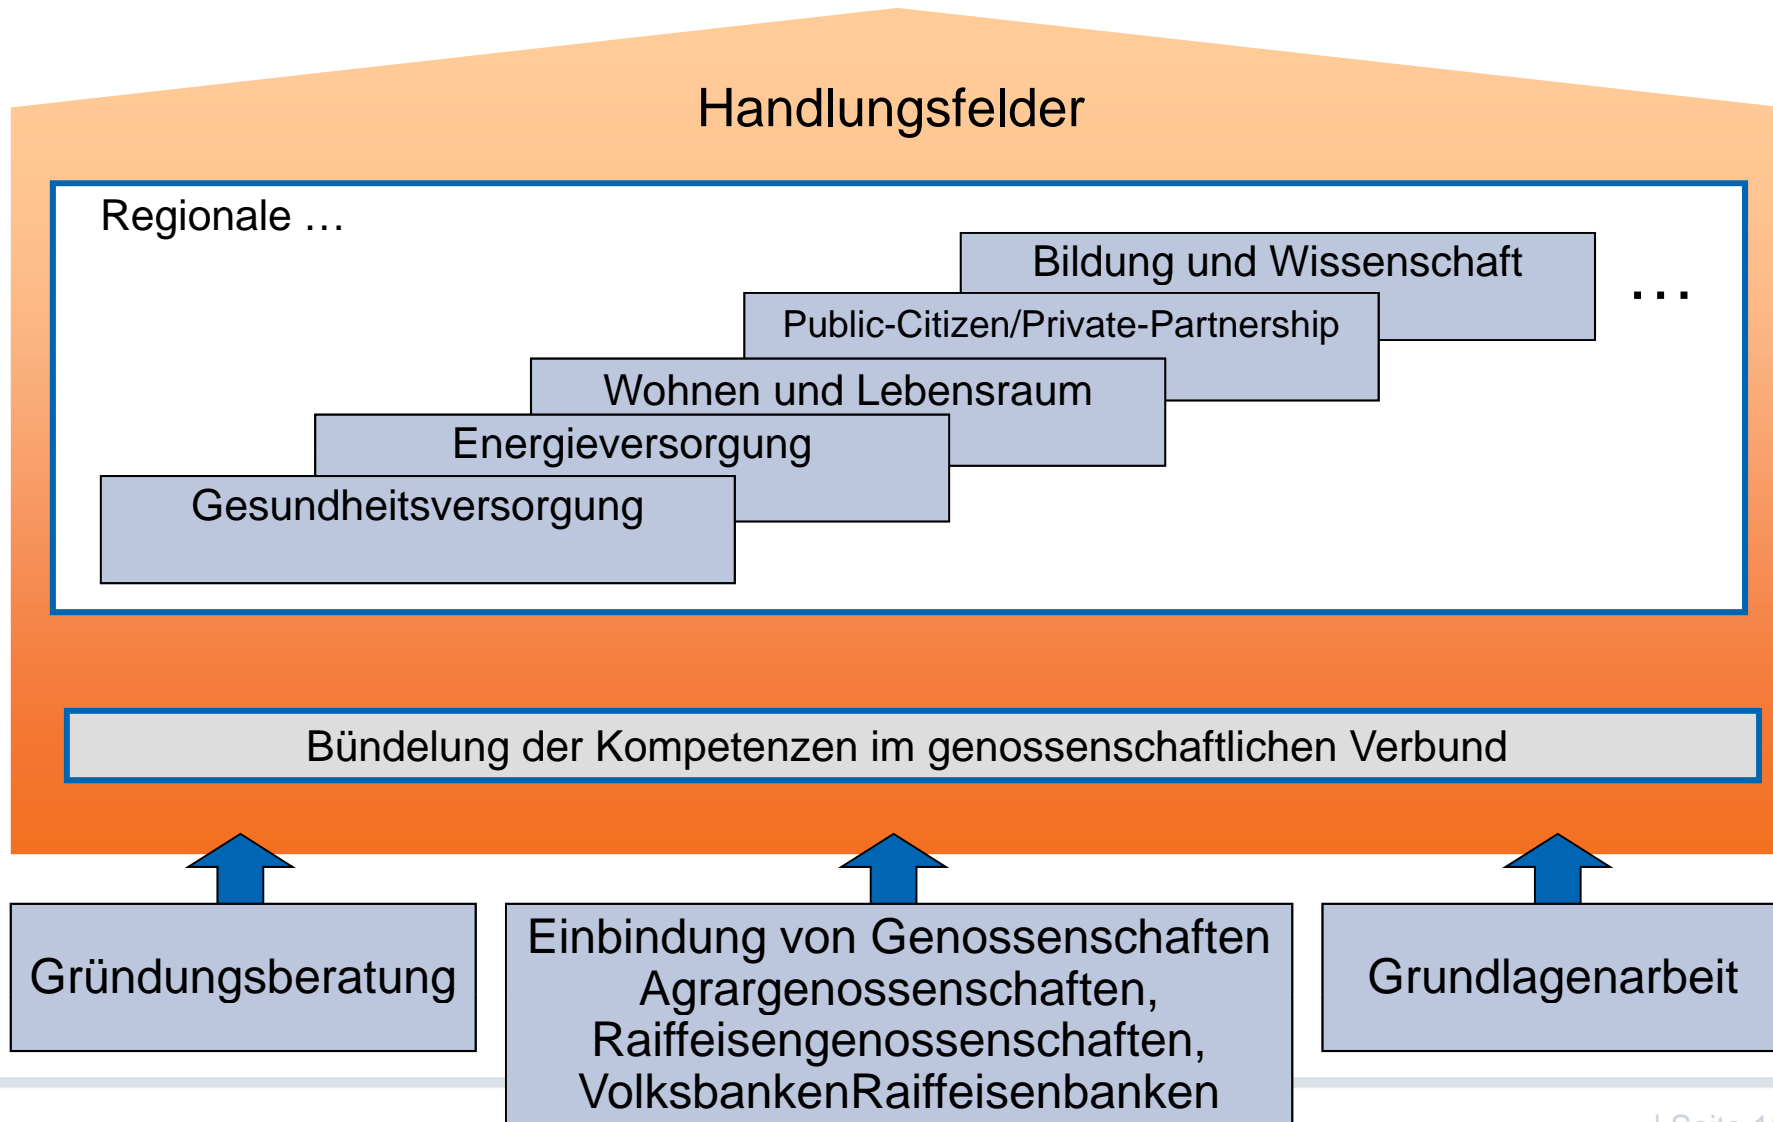 Handlungsfelder
Regionale …
Bildung und Wissenschaft
…
Public-Citizen/Private-Partnership
Wohnen und Lebensraum
Energieversorgung
Gesundheitsversorgung
Bündelung der Kompetenzen im genossenschaftlichen Verbund
Gründungsberatung
Einbindung von Genossenschaften
Agrargenossenschaften,
Raiffeisengenossenschaften,
VolksbankenRaiffeisenbanken
Grundlagenarbeit
| Seite